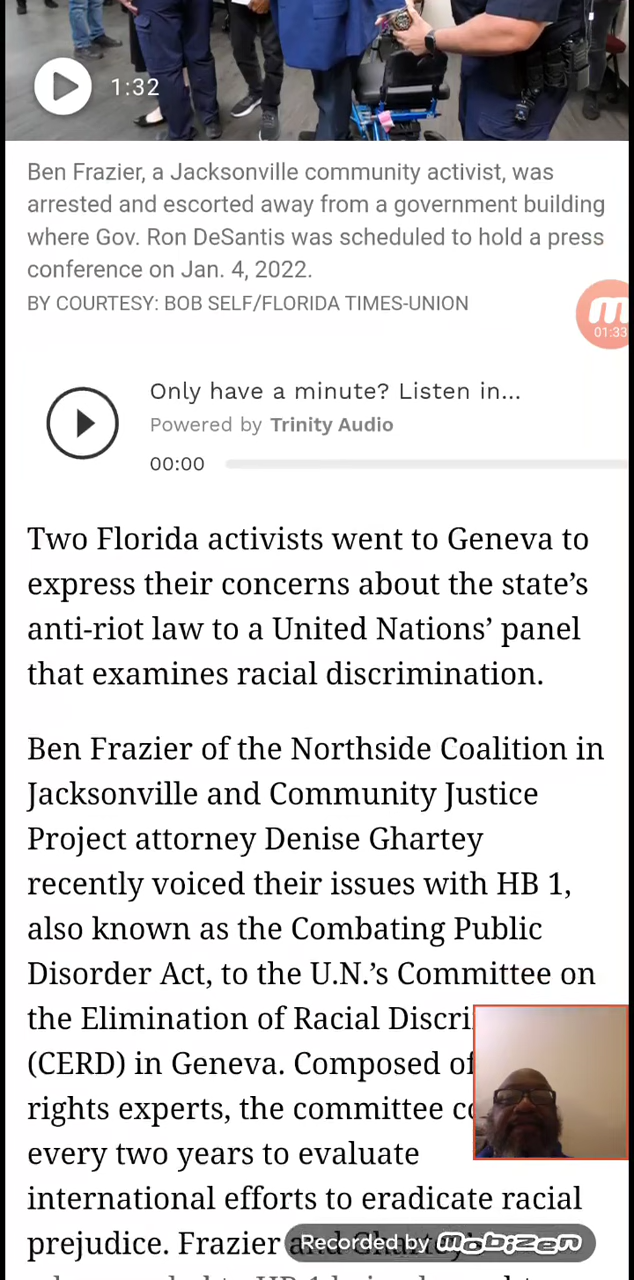 1:32
Ben Frazier, a Jacksonville community activist, was
arrested and escorted away from a government building
where Gov. Ron DeSantis was scheduled to hold a press
conference on Jan. 4, 2022.
BY COURTESY: BOB SELF/FLORIDA TIMES-UNION
01:33
Only have a minute? Listen in...
Powered by Trinity Audio
00:00
Two Florida activists went to Geneva to
express their concerns about the state’s
anti-riot law to a United Nations’ panel
that examines racial discrimination.
Ben Frazier of the Northside Coalition in
Jacksonville and Community Justice
Project attorney Denise Ghartey
recently voiced their issues with HB 1,
also known as the Combating Public
Disorder Act, to the U.N.’s Committee on
the Elimination of Racial
(CERD) in Geneva. Composed of
rights experts, the committee
every two years to evaluate
international efforts to eradicate racial
prejudice. Frazier and Ghartey's
Recorded by Mobizen